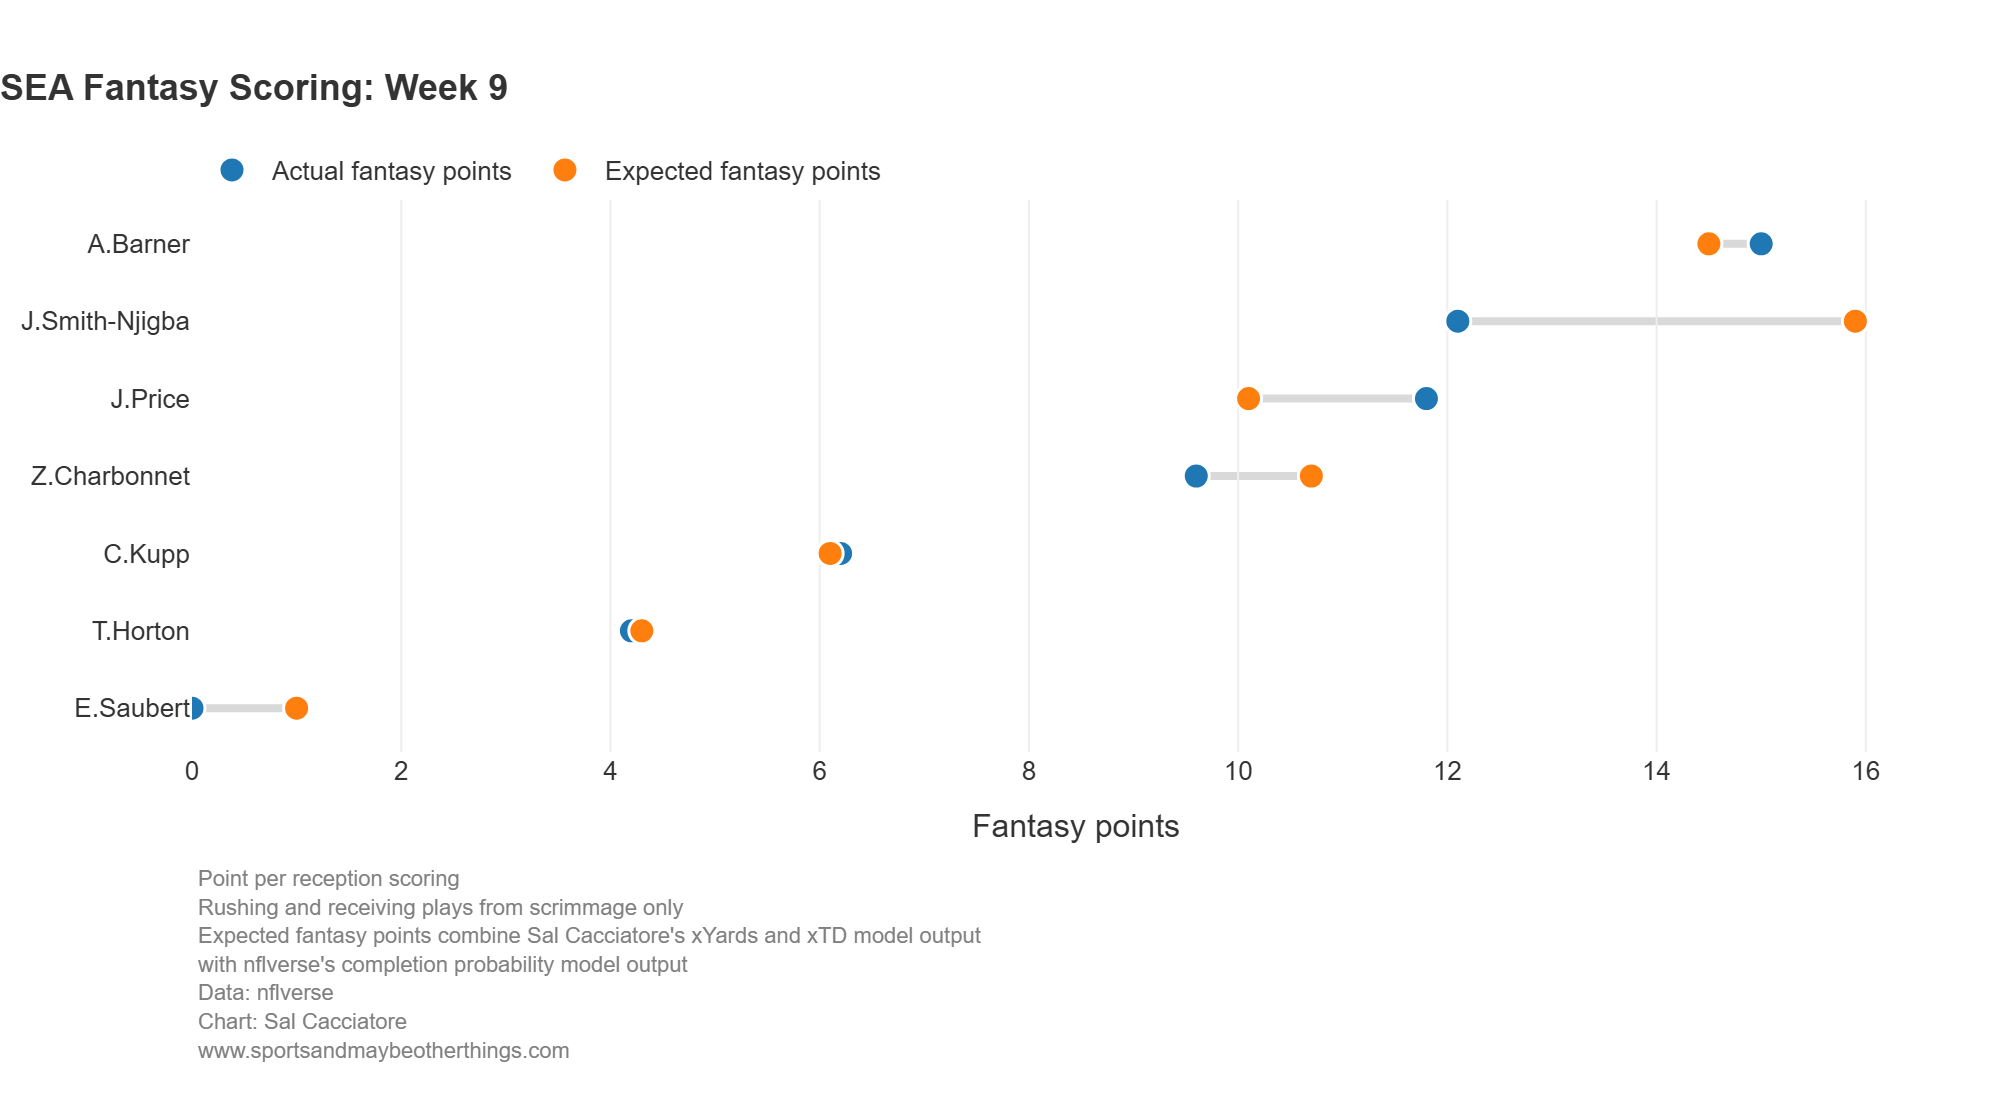 SEA Fantasy Scoring: Week 9
Actual fantasy points
Expected fantasy points
A.Barner
J.Smith-Njigba
J.Price
Z.Charbonnet
C.Kupp
T.Horton
E.Saubert
0 2 4 6 8 10 12 14 16
Fantasy points
Point per reception scoring
Rushing and receiving plays from scrimmage only
Expected fantasy points combine Sal Cacciatore's xYards and xTD model output
with nflverse's completion probability model output
Data: nflverse
Chart: Sal Cacciatore
www.sportsandmaybeotherthings.com